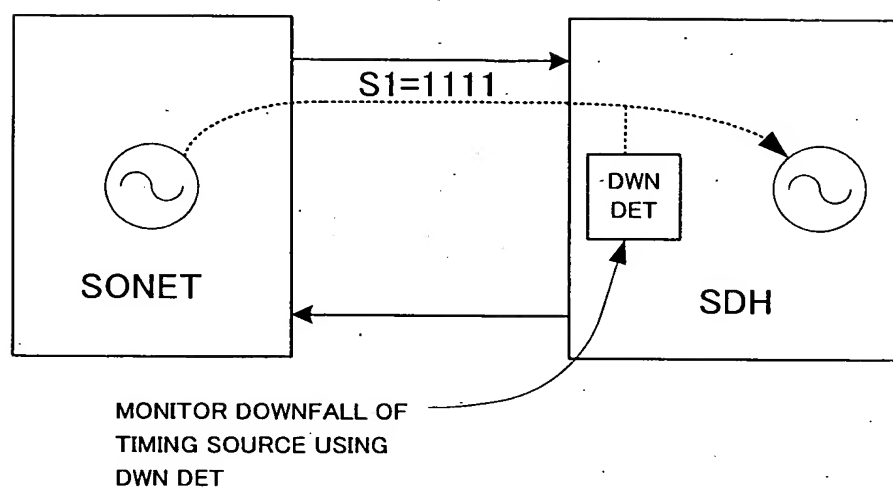 S1=1111
DWN
DET
SONET
SDH
MONITOR DOWNFALL OF
TIMING SOURCE USING
DWN DET